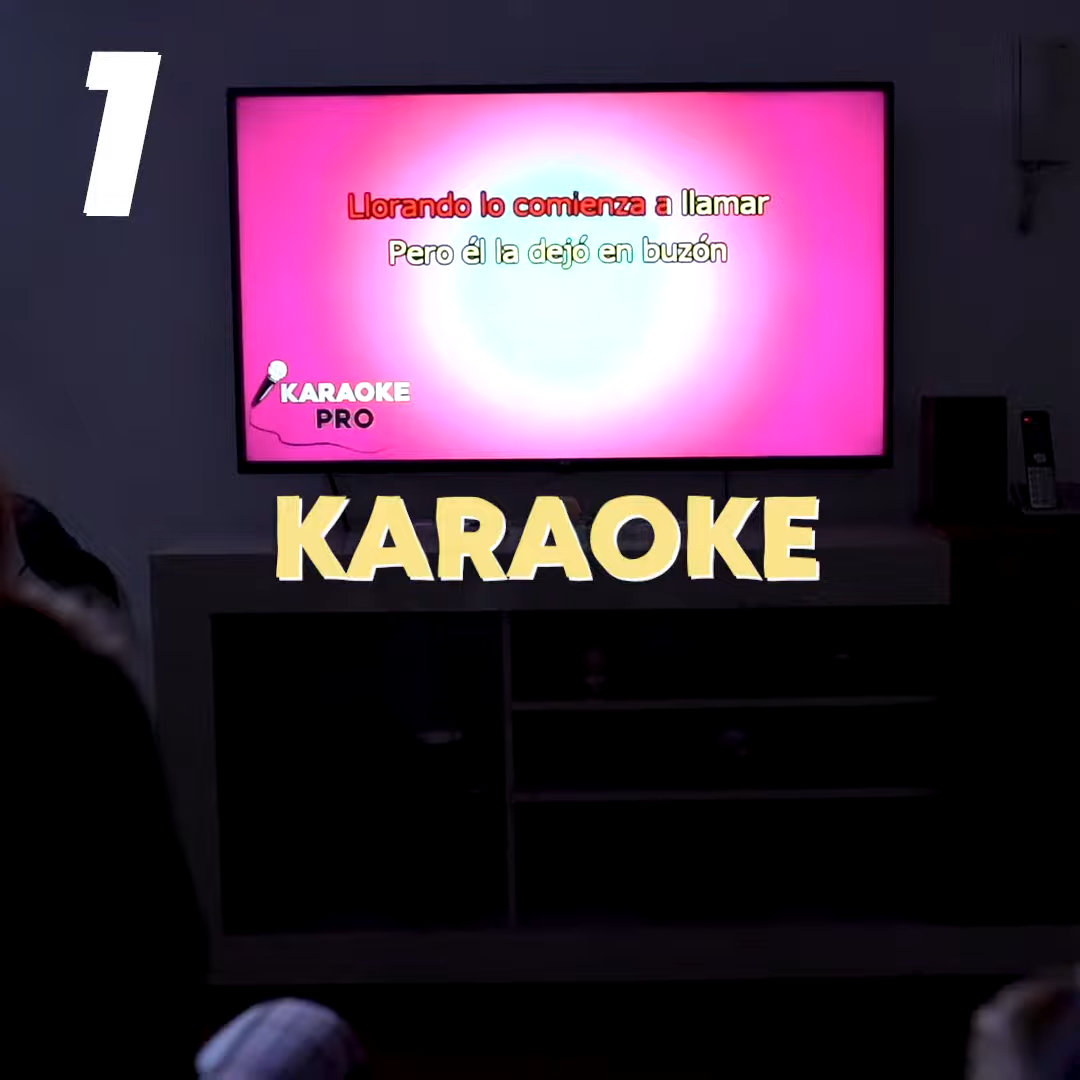 1
Llorando lo comienza a llamar
Pero él la dejó en buzón
KARAOKE
PRO
KARAOKE